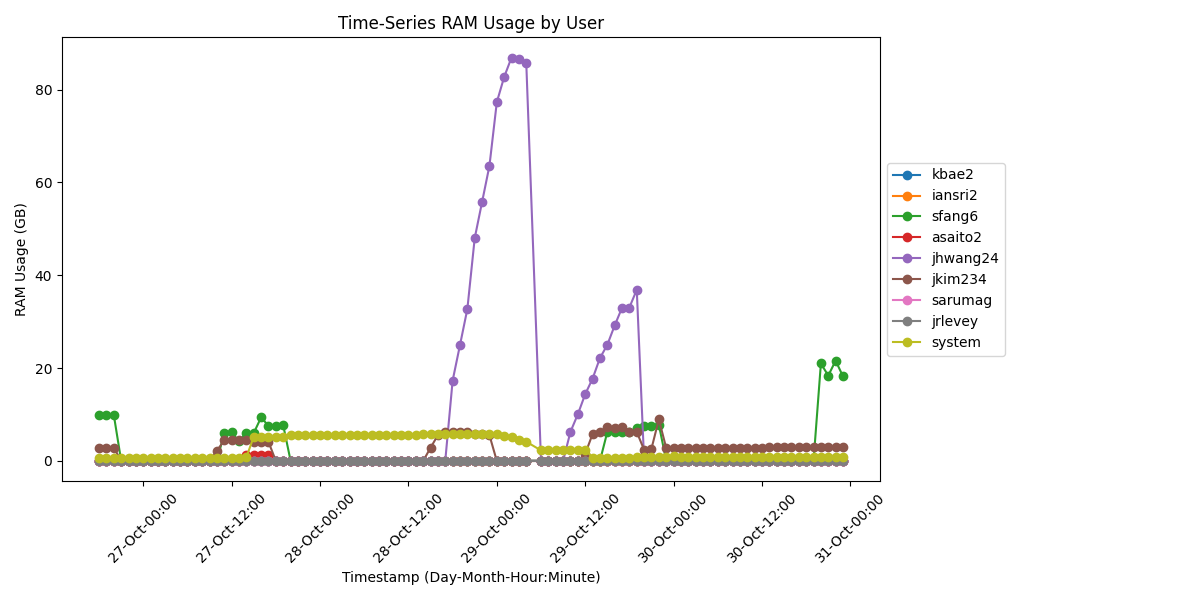 Time-Series RAM Usage by User
RAM Usage (GB)
80
60
40
20
0
27-Oct-00:00
27-Oct-12:00
28-Oct-00:00
28-Oct-12:00
29-Oct-00:00
29-Oct-12:00
30-Oct-00:00
30-Oct-12:00
31-Oct-00:00
Timestamp (Day-Month-Hour:Minute)
kbae2
iansri2
sfang6
asaito2
jhwang24
jkim234
sarumag
jrlevey
system